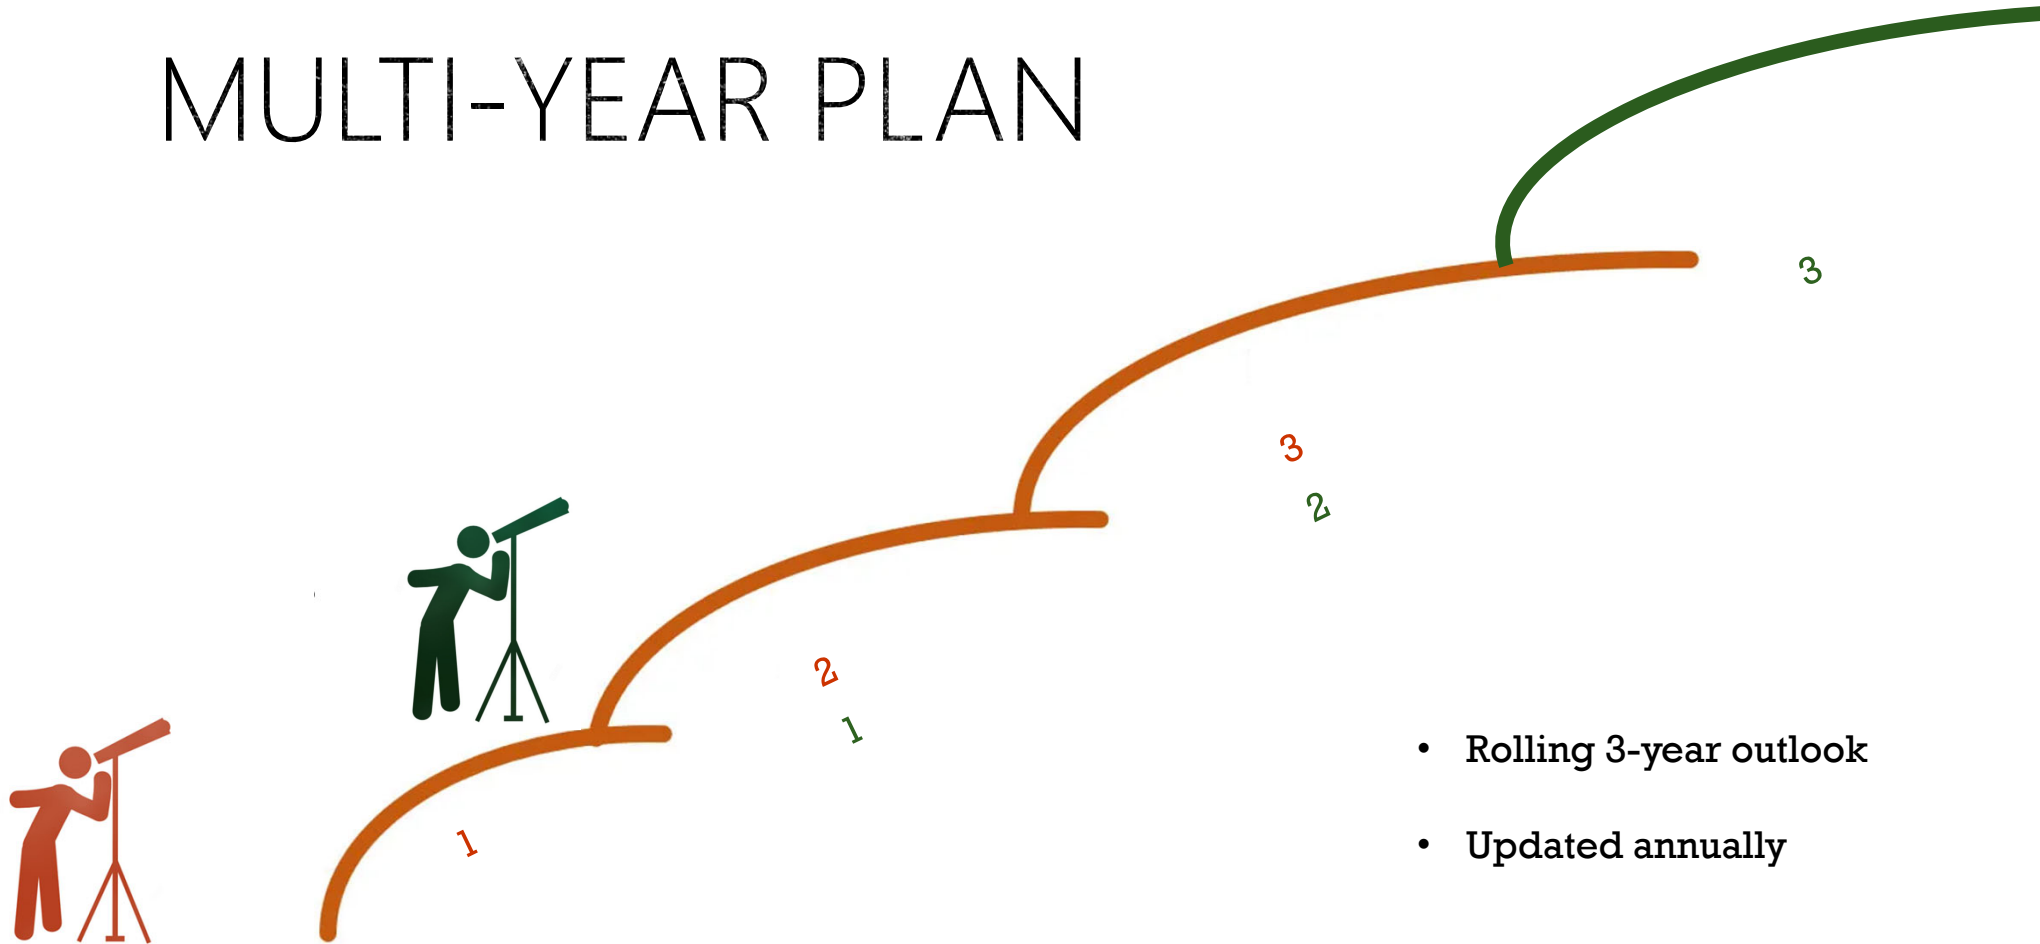 MULTI-YEAR PLAN
3
3
2
2
1
1
• Rolling 3-year outlook
• Updated annually